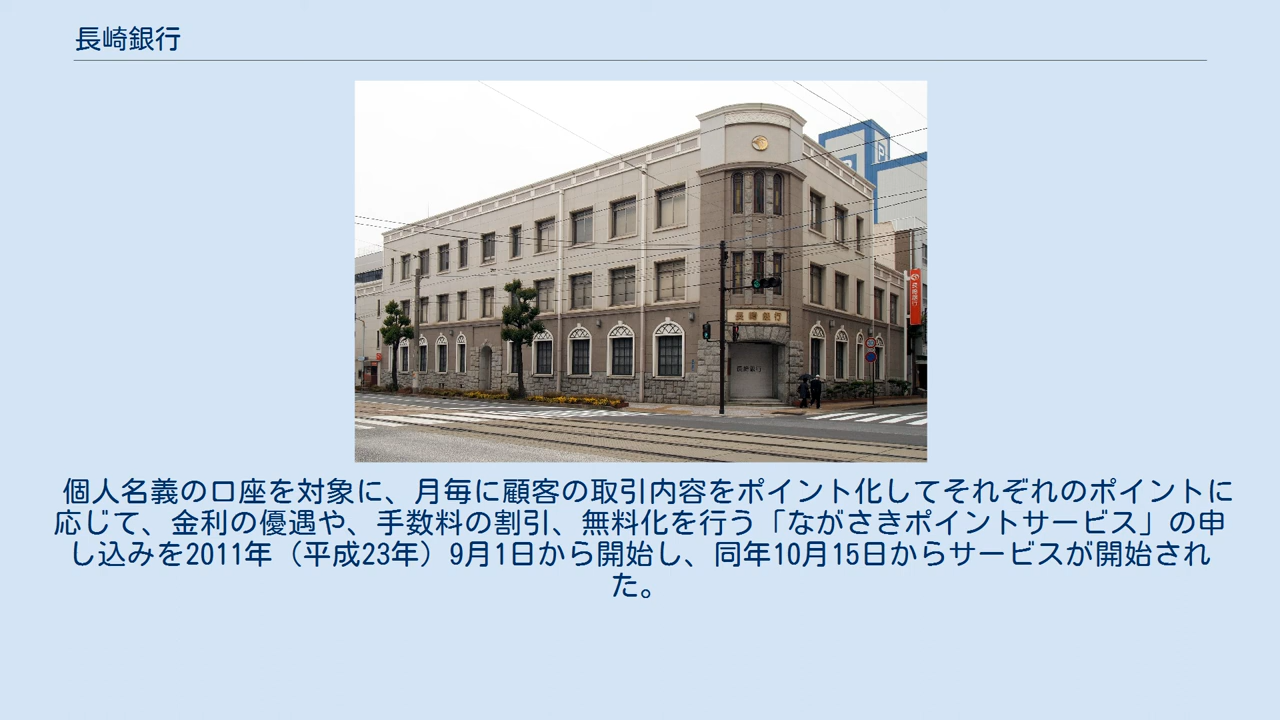 長崎銀行
P
長崎銀行
長崎銀行
個人名義の口座を対象に、月毎に顧客の取引内容をポイント化してそれぞれのポイントに
応じて、金利の優遇や、手数料の割引、無料化を行う「ながさきポイントサービス」の申
し込みを2011年（平成23年）9月1日から開始し、同年10月15日からサービスが開始され
た。